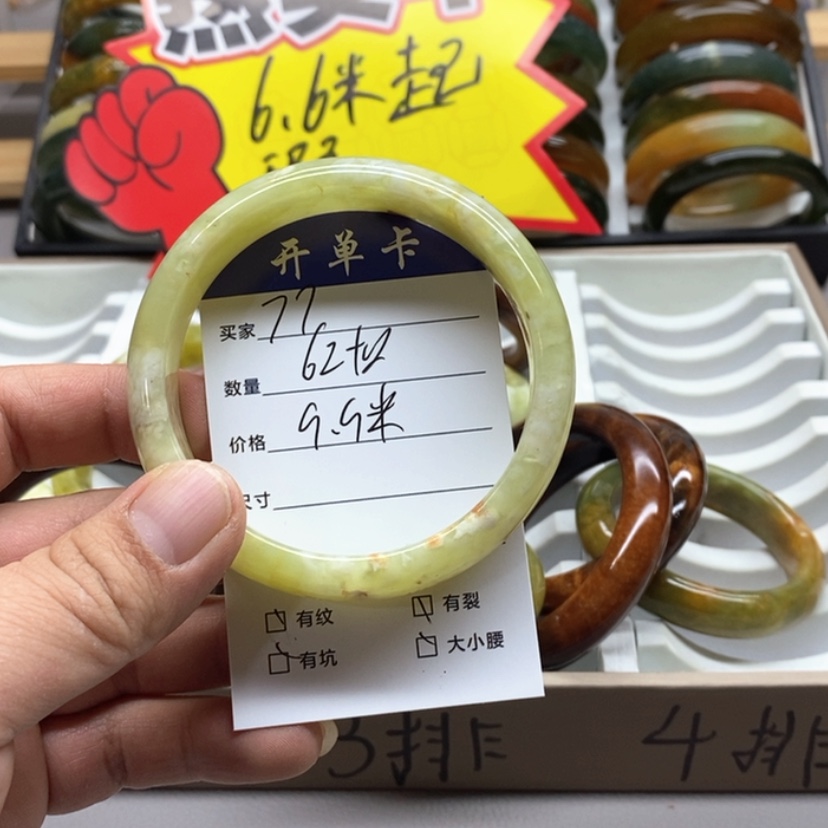 6.6米起
开单卡
买家 77
数量 62
价格 9.9米
尺寸
有纹 有裂
有坑 大小腰
3排 4排